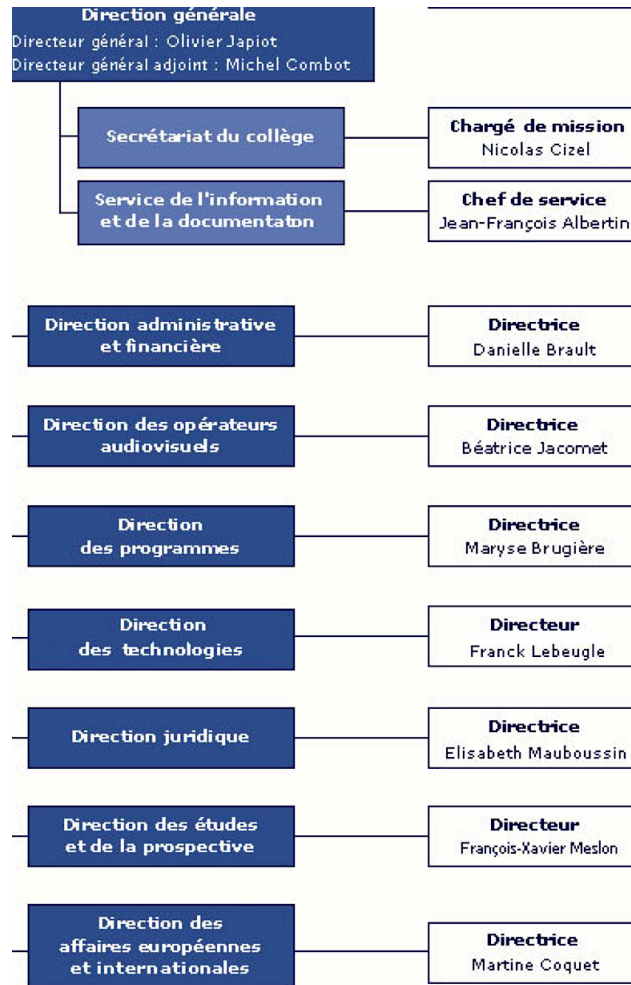 Direction générale
Directeur général : Olivier Japiot
Directeur général adjoint : Michel Combot
Secrétariat du collège
Chargé de mission
Nicolas Cizel
Service de l'information
et de la documentaton
Chef de service
Jean-François Albertin
Direction administrative
et financière
Directrice
Danielle Brault
Direction des opérateurs
audiovisuels
Directrice
Béatrice Jacomet
Direction
des programmes
Directrice
Maryse Brugière
Direction
des technologies
Directeur
Franck Lebeugle
Direction juridique
Directrice
Elisabeth Mauboussin
Direction des études
et de la prospective
Directeur
François-Xavier Meslon
Direction des
affaires européennes
et internationales
Directrice
Martine Coquet